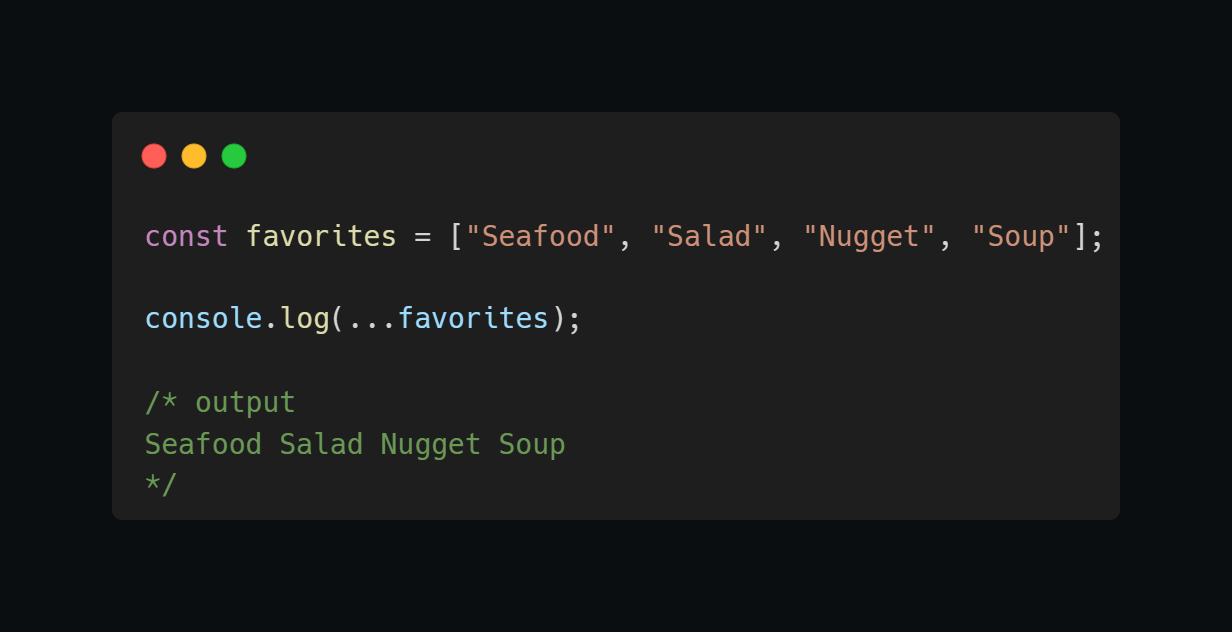 const favorites = ["Seafood", "Salad", "Nugget", "Soup"];
console.log(...favorites);
/* output
Seafood Salad Nugget Soup
*/